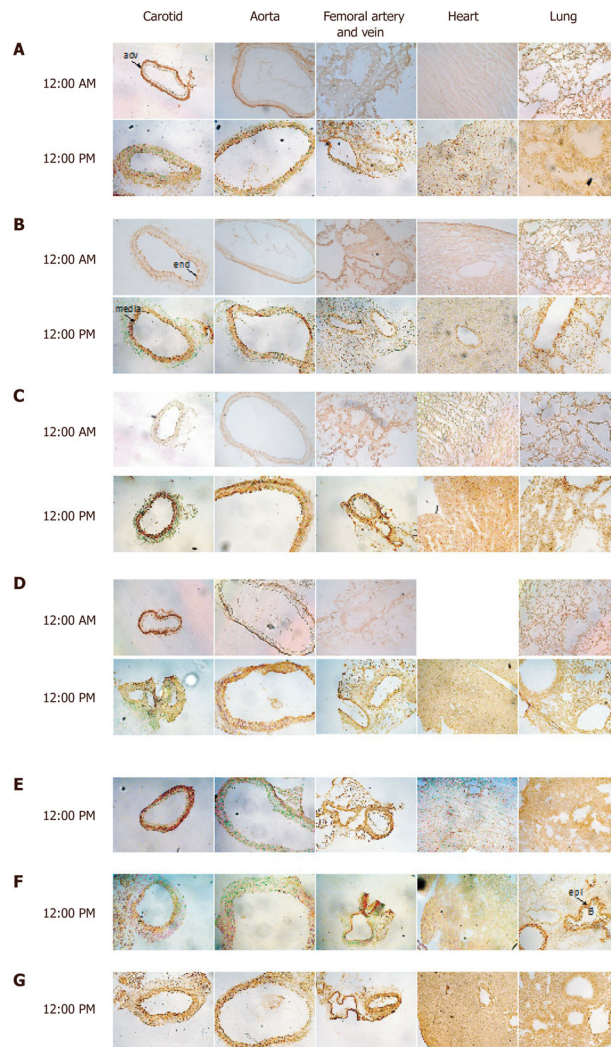 Carotid Aorta Femoral artery Heart Lung
and vein
A
adv
12:00 AM
12:00 PM
B
12:00 AM
end
media
12:00 PM
C
12:00 AM
12:00 PM
D
12:00 AM
12:00 PM
E
12:00 PM
F
epi
B
12:00 PM
G
12:00 PM